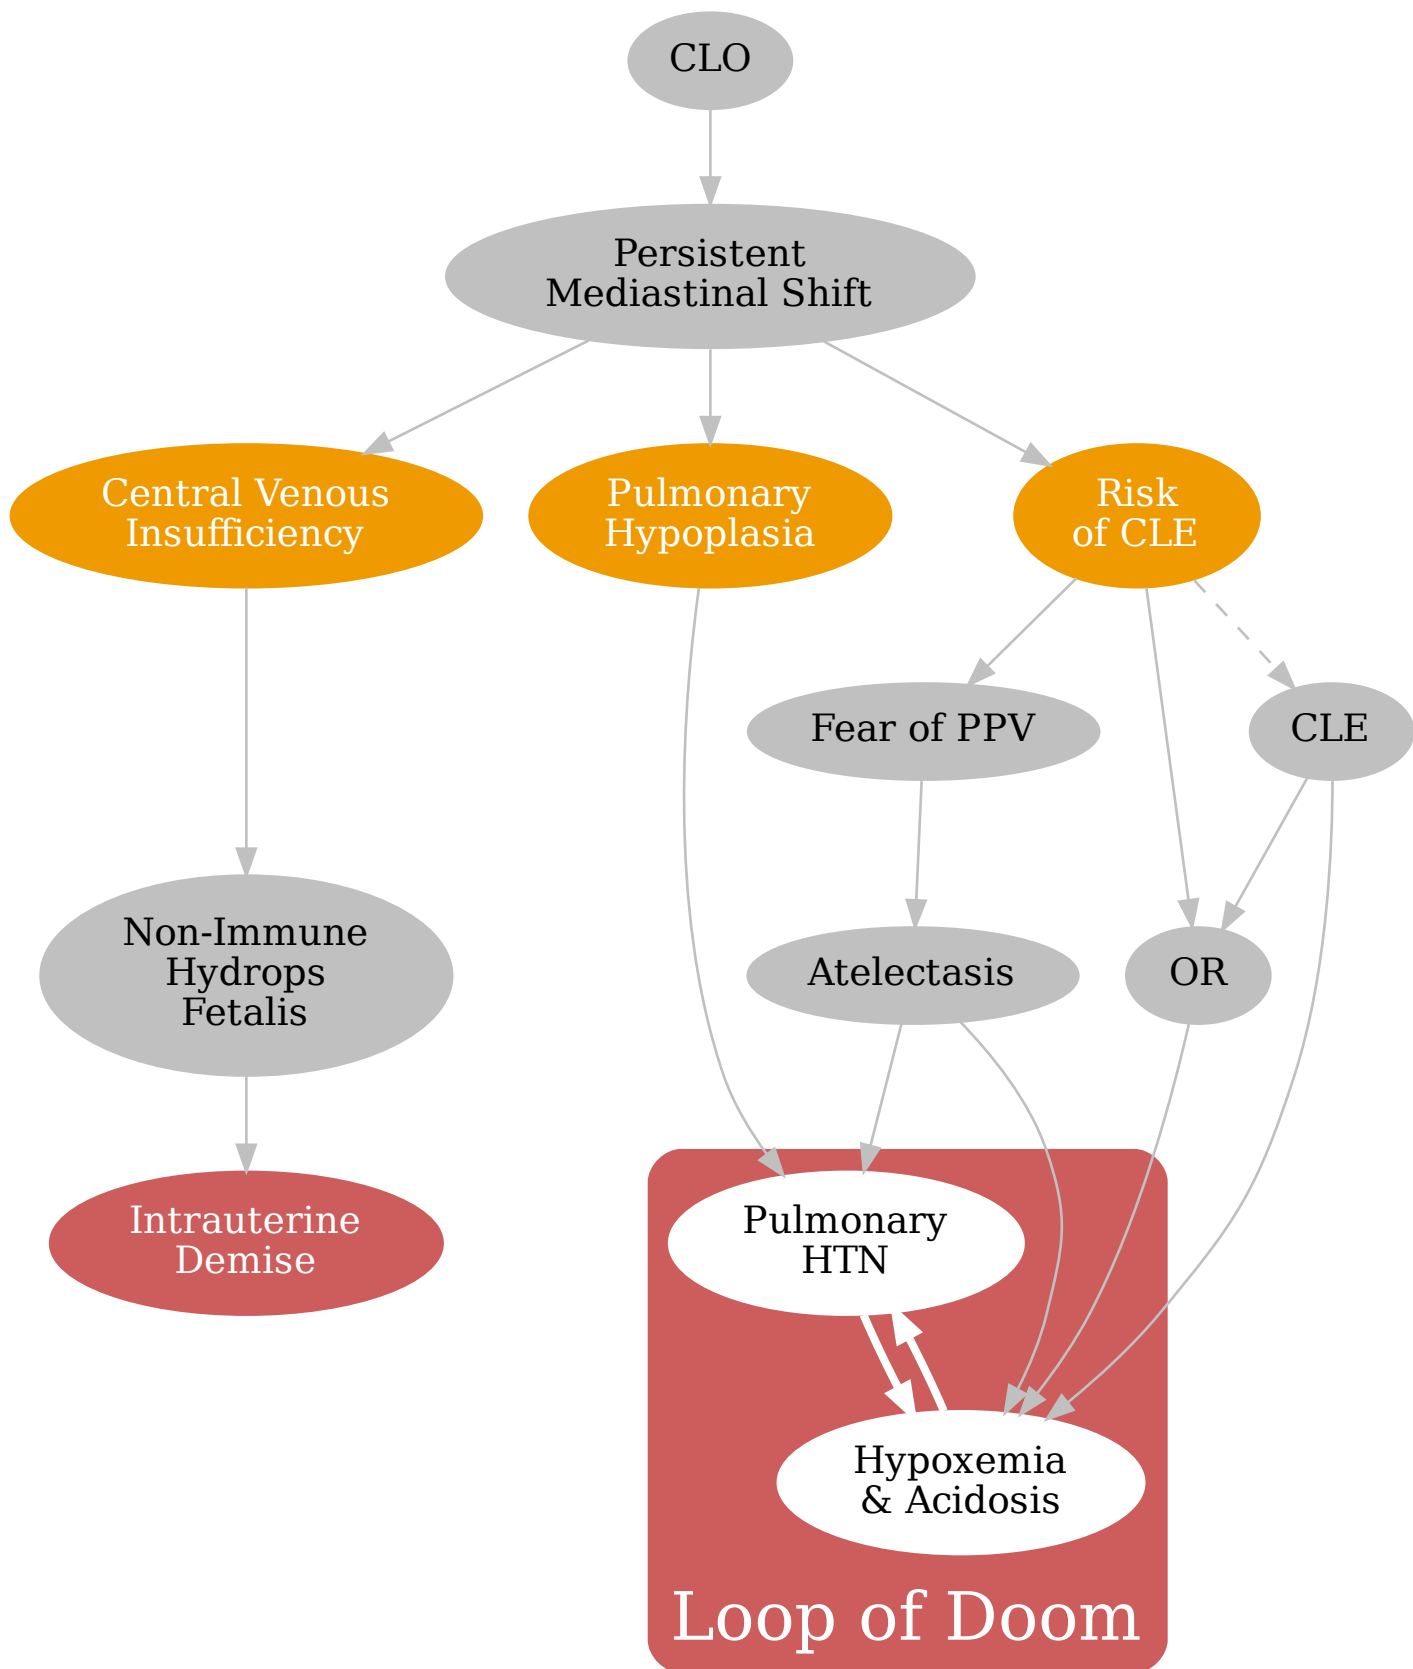 CLO
Persistent
Mediastinal Shift
Central Venous
Insufficiency
Pulmonary
Hypoplasia
Risk
of CLE
Fear of PPV
CLE
Non-Immune
Hydrops
Fetalis
Atelectasis
OR
Intrauterine
Demise
Pulmonary
HTN
Hypoxemia
& Acidosis
Loop of Doom